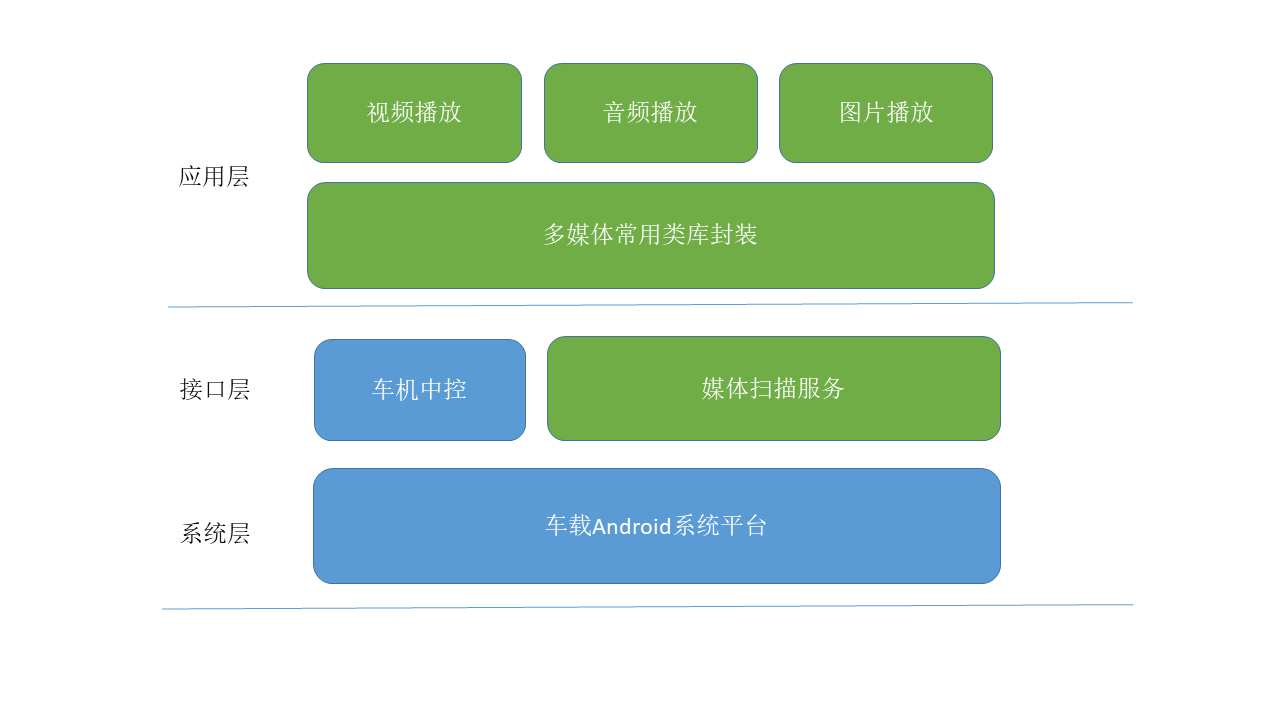 视频播放
音频播放
图片播放
应用层
多媒体常用类库封装
接口层
车机中控
媒体扫描服务
系统层
车载Android系统平台